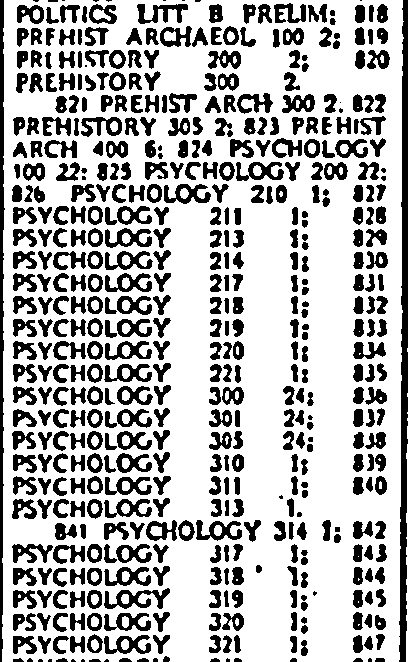 POLITICS LITT B PRELIM; 818
PREHIST ARCHAEOL 100 2; 819
PREHISTORY 200 2; 820
PREHISTORY 300 2.
821 PREHIST ARCH 300 2. 822
PREHISTORY 305 2; 823 PREHIST
ARCH 400 6; 824 PSYCHOLOGY
100 22; 825 PSYCHOLOGY 200 22;
826 PSYCHOLOGY 210 1; 827
PSYCHOLOGY 211 1; 828
PSYCHOLOGY 213 1; 829
PSYCHOLOGY 214 1; 830
PSYCHOLOGY 217 1; 831
PSYCHOLOGY 218 1; 832
PSYCHOLOGY 219 1; 833
PSYCHOLOGY 220 1; 834
PSYCHOLOGY 221 1; 835
PSYCHOLOGY 300 24; 836
PSYCHOLOGY 301 24; 837
PSYCHOLOGY 305 24; 838
PSYCHOLOGY 310 1; 839
PSYCHOLOGY 311 1; 840
PSYCHOLOGY 313 1.
841 PSYCHOLOGY 314 1; 842
PSYCHOLOGY 317 1; 843
PSYCHOLOGY 318 1; 844
PSYCHOLOGY 319 1; 845
PSYCHOLOGY 320 1; 846
PSYCHOLOGY 321 1; 847